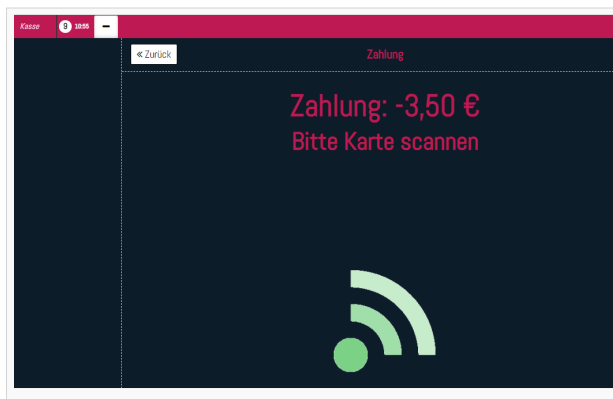 Kasse 9 10:55 –
« Zurück Zahlung
Zahlung: -3,50 €
Bitte Karte scannen